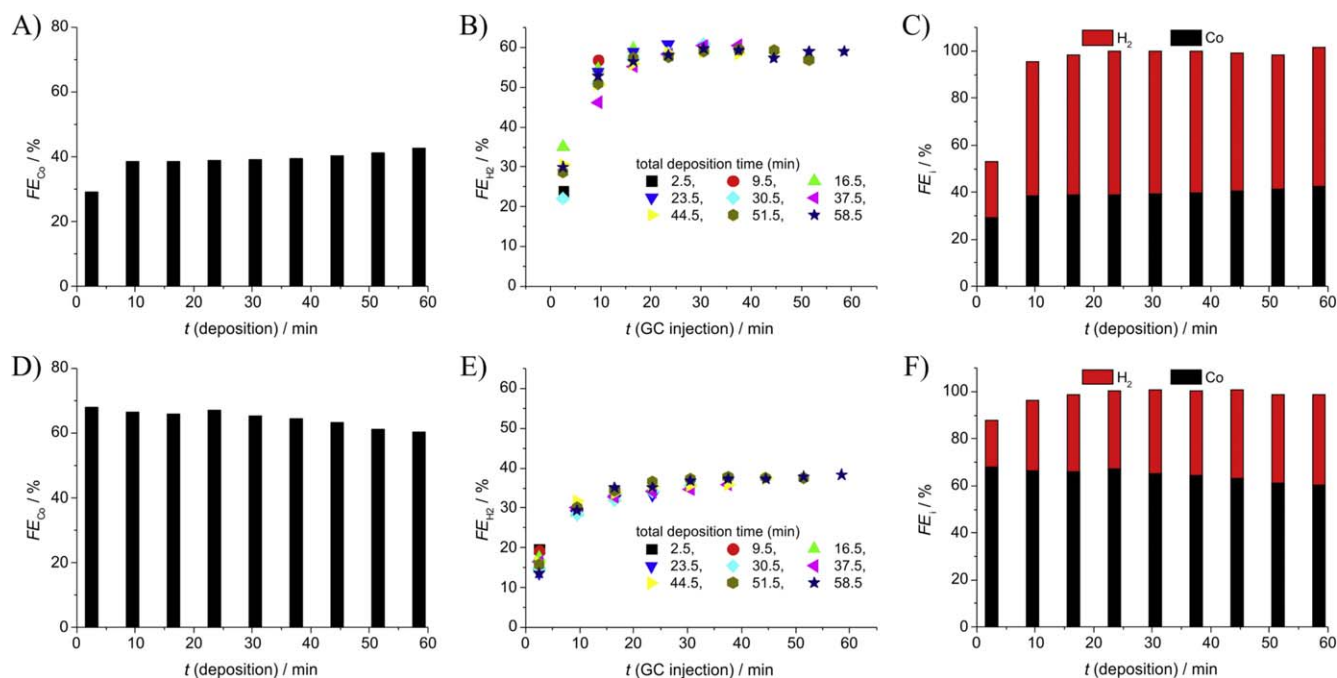 A)
80
60
40
20
0
FE_Co / %
0 10 20 30 40 50 60
t (deposition) / min
B)
60
50
40
30
20
10
0
FE_H2 / %
total deposition time (min)
2.5, 9.5, 16.5,
23.5, 30.5, 37.5,
44.5, 51.5, 58.5
0 10 20 30 40 50 60
t (GC injection) / min
C)
H2 Co
100
80
60
40
20
0
FE_i / %
0 10 20 30 40 50 60
t (deposition) / min
D)
80
60
40
20
0
FE_Co / %
0 10 20 30 40 50 60
t (deposition) / min
E)
60
50
40
30
20
10
0
FE_H2 / %
total deposition time (min)
2.5, 9.5, 16.5,
23.5, 30.5, 37.5,
44.5, 51.5, 58.5
0 10 20 30 40 50 60
t (GC injection) / min
F)
H2 Co
100
80
60
40
20
0
FE_i / %
0 10 20 30 40 50 60
t (deposition) / min